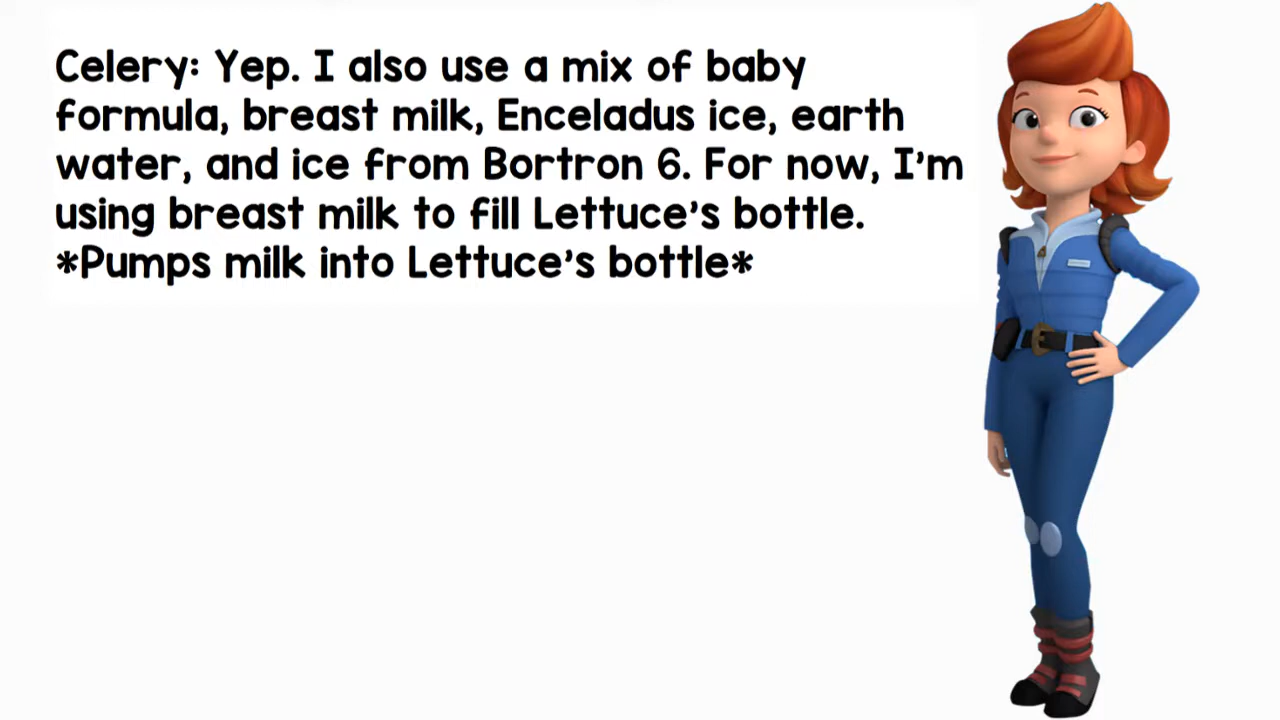 Celery: Yep. I also use a mix of baby
formula, breast milk, Enceladus ice, earth
water, and ice from Bortron 6. For now, I'm
using breast milk to fill Lettuce's bottle.
*Pumps milk into Lettuce's bottle*